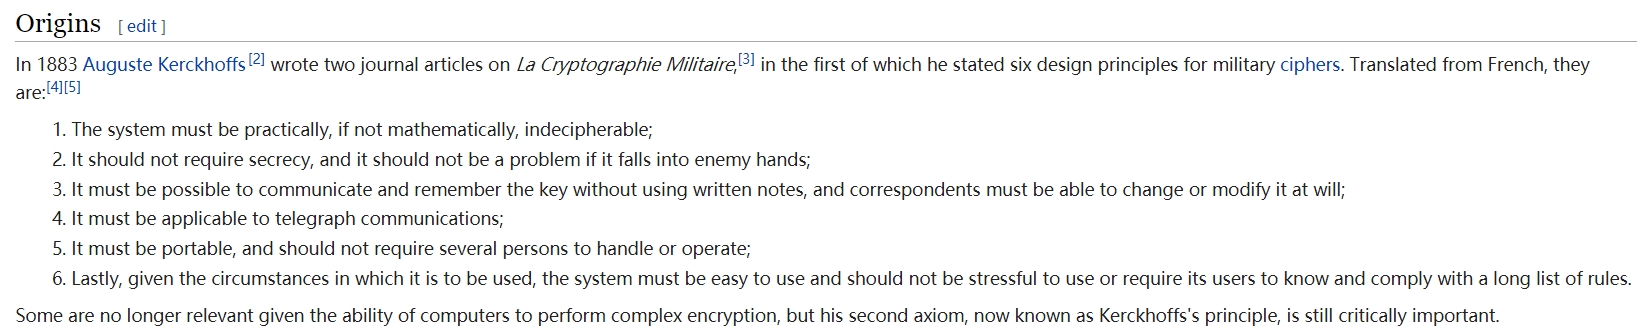 Origins [ edit ]
In 1883 Auguste Kerckhoffs[2] wrote two journal articles on La Cryptographie Militaire,[3] in the first of which he stated six design principles for military ciphers. Translated from French, they
are:[4][5]
1. The system must be practically, if not mathematically, indecipherable;
2. It should not require secrecy, and it should not be a problem if it falls into enemy hands;
3. It must be possible to communicate and remember the key without using written notes, and correspondents must be able to change or modify it at will;
4. It must be applicable to telegraph communications;
5. It must be portable, and should not require several persons to handle or operate;
6. Lastly, given the circumstances in which it is to be used, the system must be easy to use and should not be stressful to use or require its users to know and comply with a long list of rules.
Some are no longer relevant given the ability of computers to perform complex encryption, but his second axiom, now known as Kerckhoffs's principle, is still critically important.